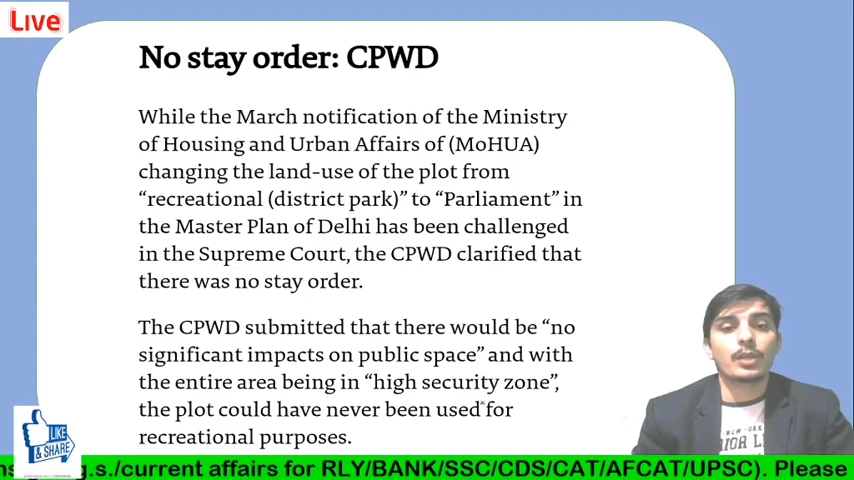 Live
No stay order: CPWD
While the March notification of the Ministry
of Housing and Urban Affairs of (MoHUA)
changing the land-use of the plot from
“recreational (district park)” to “Parliament” in
the Master Plan of Delhi has been challenged
in the Supreme Court, the CPWD clarified that
there was no stay order.
The CPWD submitted that there would be “no
significant impacts on public space” and with
the entire area being in “high security zone”,
the plot could have never been used for
recreational purposes.
LIKE
& SHARE
g.s./current affairs for RLY/BANK/SSC/CDS/CAT/AFCAT/UPSC). Please